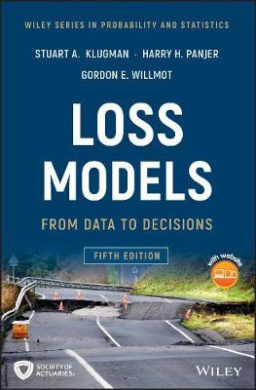 WILEY SERIES IN PROBABILITY AND STATISTICS
STUART A. KLUGMAN · HARRY H. PANJER
GORDON E. WILLMOT
LOSS
MODELS
FROM DATA TO DECISIONS
FIFTH EDITION
with website
SOCIETY OF
ACTUARIES
WILEY